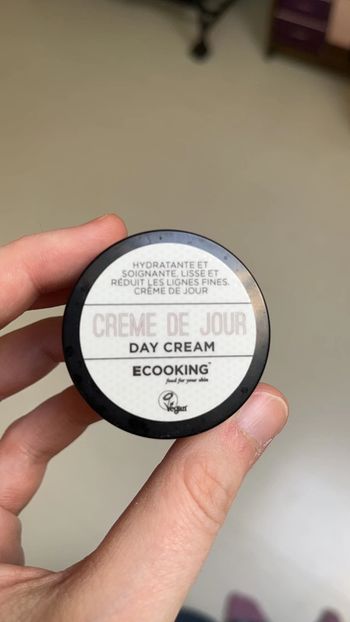 HYDRATANTE ET
SOIGNANTE, LISSE ET
RÉDUIT LES LIGNES FINES.
CRÈME DE JOUR
CREME DE JOUR
DAY CREAM
ECOOKING™
food for your skin
Vegan